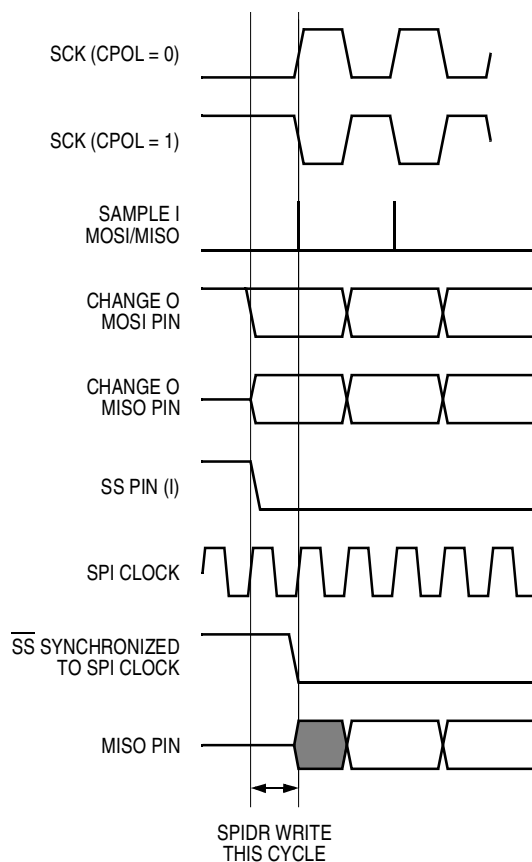 SCK (CPOL = 0)
SCK (CPOL = 1)
SAMPLE I
MOSI/MISO
CHANGE O
MOSI PIN
CHANGE O
MISO PIN
SS PIN (I)
SPI CLOCK
S̅S̅ SYNCHRONIZED
TO SPI CLOCK
MISO PIN
SPIDR WRITE
THIS CYCLE